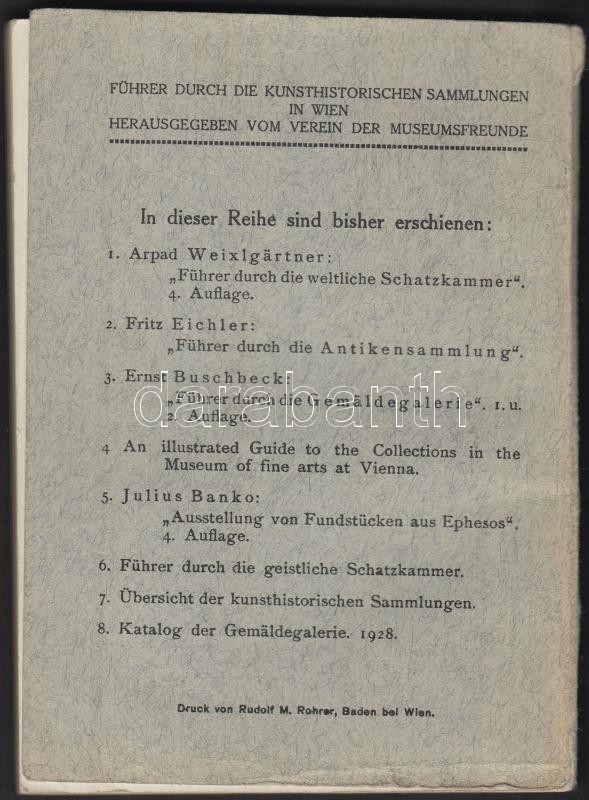 FÜHRER DURCH DIE KUNSTHISTORISCHEN SAMMLUNGEN
IN WIEN
HERAUSGEGEBEN VOM VEREIN DER MUSEUMSFREUNDE
In dieser Reihe sind bisher erschienen:
1. Arpad Weixlgärtner:
„Führer durch die weltliche Schatzkammer“.
4. Auflage.
2. Fritz Eichler:
„Führer durch die Antikensammlung“.
3. Ernst Buschbeck:
„Führer durch die Gemäldegalerie“. 1. u.
2. Auflage.
darabanth
4 An illustrated Guide to the Collections in the
Museum of fine arts at Vienna.
5. Julius Banko:
„Ausstellung von Fundstücken aus Ephesos“.
4. Auflage.
6. Führer durch die geistliche Schatzkammer.
7. Übersicht der kunsthistorischen Sammlungen.
8. Katalog der Gemäldegalerie. 1928.
Druck von Rudolf M. Rohrer, Baden bei Wien.